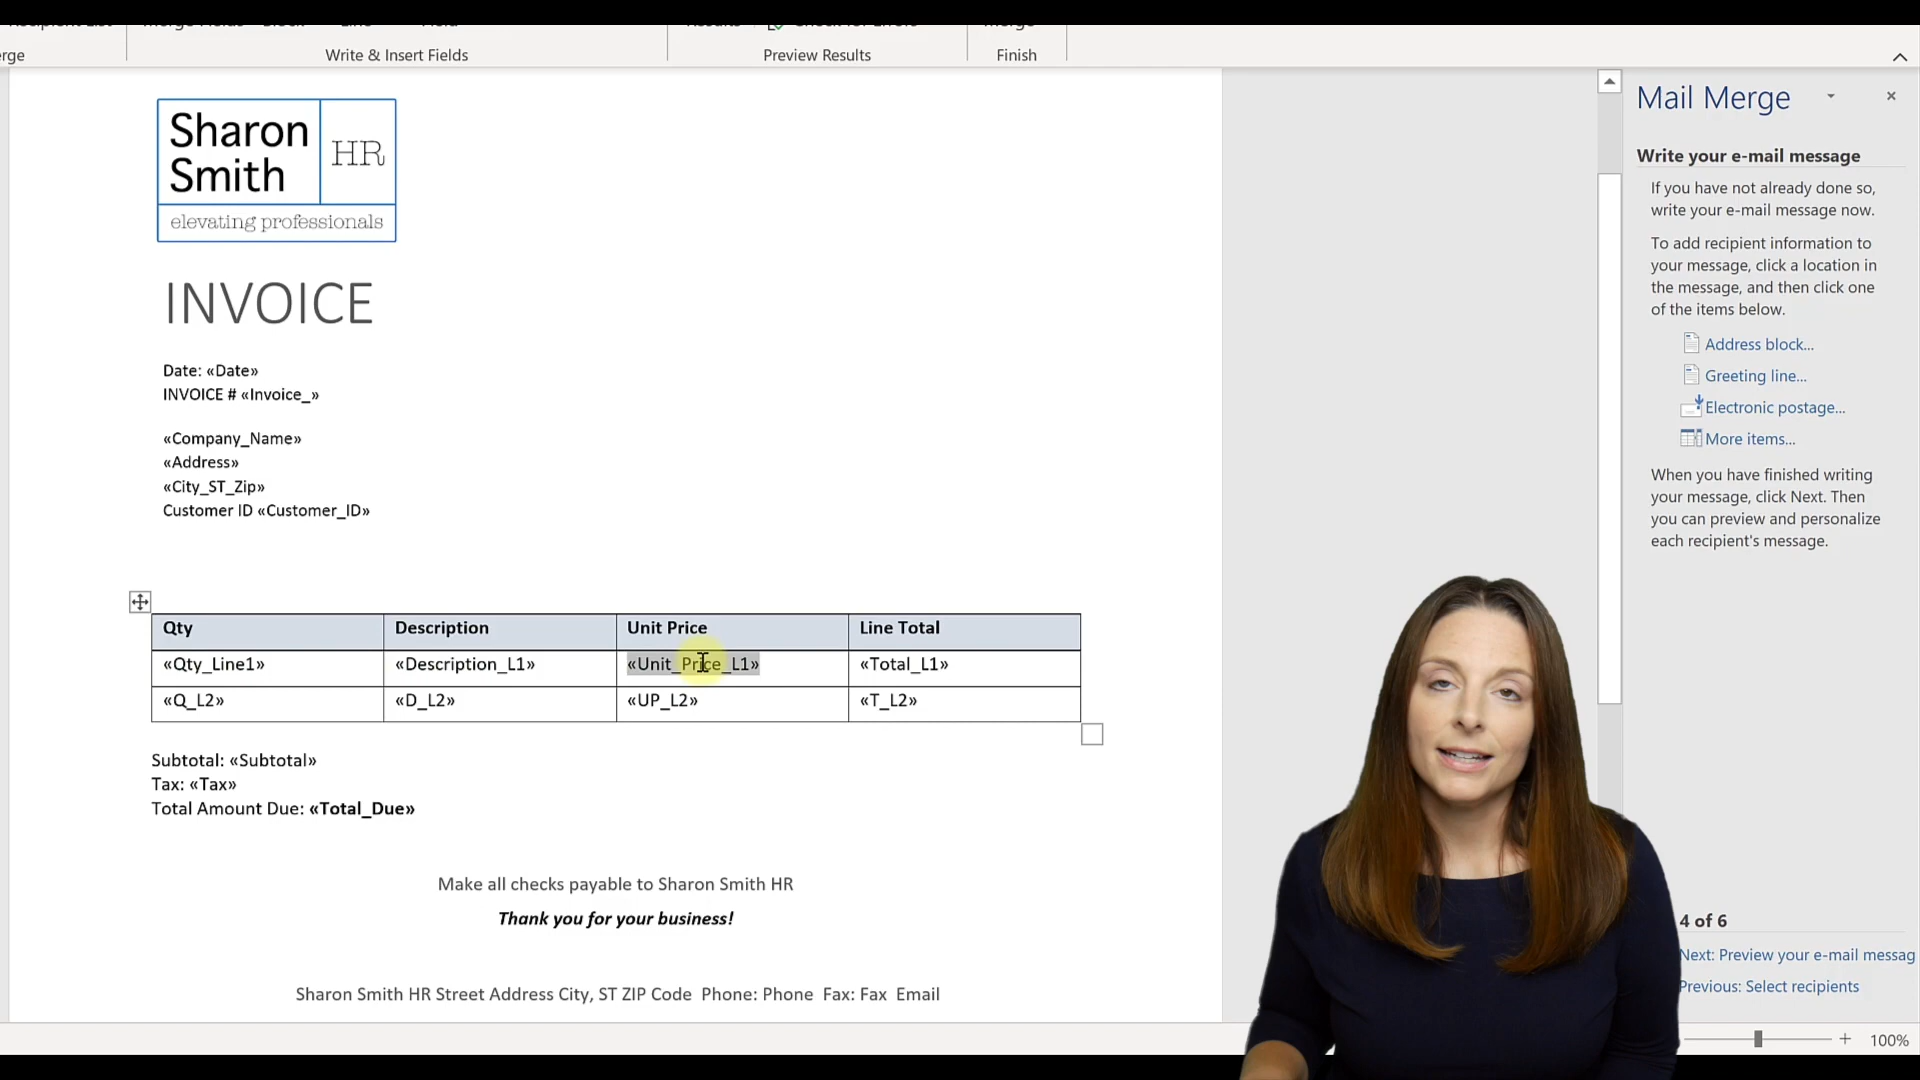 erge
Write & Insert Fields
Preview Results
Finish
Sharon
Smith
HR
elevating professionals
INVOICE
Date: «Date»
INVOICE # «Invoice_»
«Company_Name»
«Address»
«City_ST_Zip»
Customer ID «Customer_ID»
Qty Description Unit Price Line Total
«Qty_Line1» «Description_L1» «Unit_Price_L1» «Total_L1»
«Q_L2» «D_L2» «UP_L2» «T_L2»
Subtotal: «Subtotal»
Tax: «Tax»
Total Amount Due: «Total_Due»
Make all checks payable to Sharon Smith HR
Thank you for your business!
Sharon Smith HR Street Address City, ST ZIP Code Phone: Phone Fax: Fax Email
Mail Merge
Write your e-mail message
If you have not already done so,
write your e-mail message now.
To add recipient information to
your message, click a location in
the message, and then click one
of the items below.
Address block...
Greeting line...
Electronic postage...
More items...
When you have finished writing
your message, click Next. Then
you can preview and personalize
each recipient's message.
4 of 6
Next: Preview your e-mail messag
Previous: Select recipients
100%